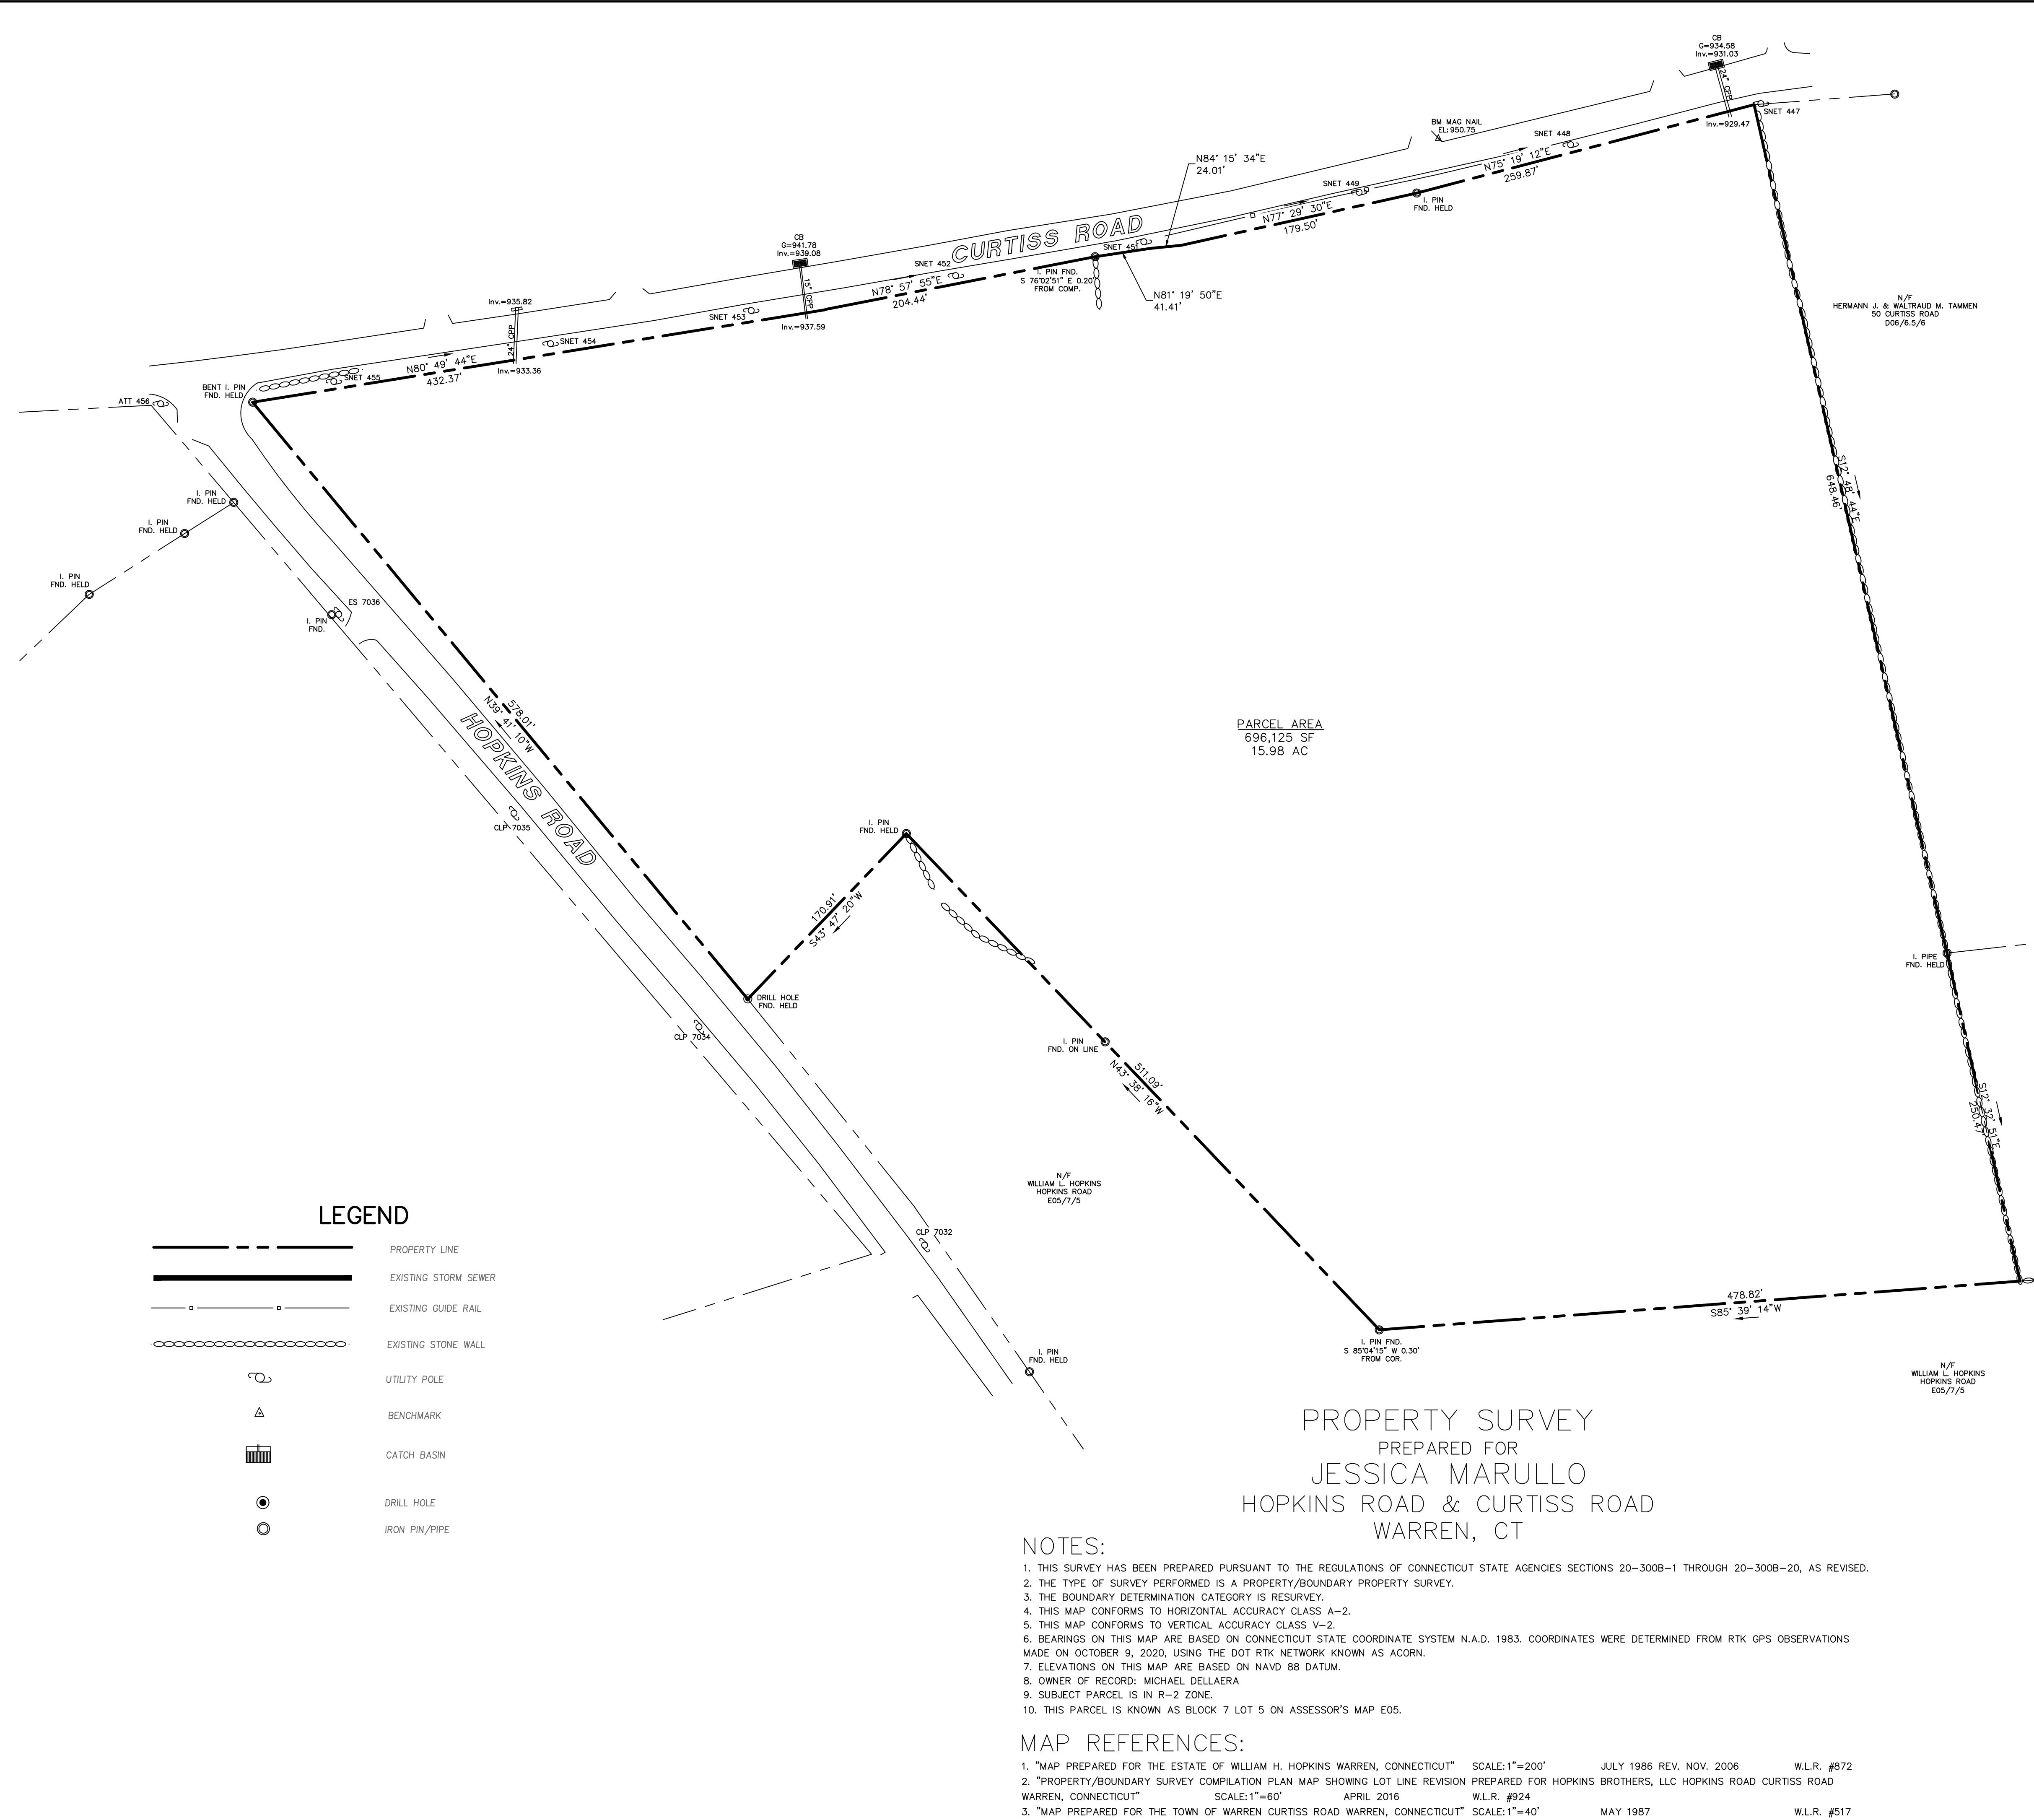 CB
G=934.58
Inv.=931.03
24" CPP
Inv.=929.47
SNET 447
BM MAG NAIL
EL: 950.75
SNET 448
N75° 19' 12"E
259.87'
N84° 15' 34"E
24.01'
SNET 449
I. PIN
FND. HELD
N77° 29' 30"E
179.50'
CURTISS ROAD
SNET 451
CB
G=941.78
Inv.=939.08
15" CPP
Inv.=937.59
SNET 452
N78° 57' 55"E
204.44'
I. PIN FND.
S 76°02'51" E 0.20'
FROM COMP.
N81° 19' 50"E
41.41'
N/F
HERMANN J. & WALTRAUD M. TAMMEN
50 CURTISS ROAD
D06/6.5/6
Inv.=935.82
24" CPP
Inv.=933.36
SNET 453
SNET 454
N80° 49' 44"E
432.37'
SNET 455
BENT I. PIN
FND. HELD
ATT 456
I. PIN
FND. HELD
I. PIN
FND. HELD
I. PIN
FND. HELD
ES 7036
I. PIN
FND.
S12° 48' 44"E
648.46'
578.01'
N39° 41' 10"W
HOPKINS ROAD
PARCEL AREA
696,125 SF
15.98 AC
CLP 7035
I. PIN
FND. HELD
170.91'
S43° 47' 20"W
DRILL HOLE
FND. HELD
I. PIPE
FND. HELD
CLP 7034
I. PIN
FND. ON LINE
511.09'
N43° 38' 16"W
S12° 32' 51"E
250.47'
N/F
WILLIAM L. HOPKINS
HOPKINS ROAD
E05/7/5
CLP 7032
478.82'
S85° 39' 14"W
I. PIN FND.
S 85°04'15" W 0.30'
FROM COR.
I. PIN
FND. HELD
N/F
WILLIAM L. HOPKINS
HOPKINS ROAD
E05/7/5
LEGEND
PROPERTY LINE
EXISTING STORM SEWER
EXISTING GUIDE RAIL
EXISTING STONE WALL
UTILITY POLE
BENCHMARK
CATCH BASIN
DRILL HOLE
IRON PIN/PIPE
PROPERTY SURVEY
PREPARED FOR
JESSICA MARULLO
HOPKINS ROAD & CURTISS ROAD
WARREN, CT
NOTES:
1. THIS SURVEY HAS BEEN PREPARED PURSUANT TO THE REGULATIONS OF CONNECTICUT STATE AGENCIES SECTIONS 20-300B-1 THROUGH 20-300B-20, AS REVISED.
2. THE TYPE OF SURVEY PERFORMED IS A PROPERTY/BOUNDARY PROPERTY SURVEY.
3. THE BOUNDARY DETERMINATION CATEGORY IS RESURVEY.
4. THIS MAP CONFORMS TO HORIZONTAL ACCURACY CLASS A-2.
5. THIS MAP CONFORMS TO VERTICAL ACCURACY CLASS V-2.
6. BEARINGS ON THIS MAP ARE BASED ON CONNECTICUT STATE COORDINATE SYSTEM N.A.D. 1983. COORDINATES WERE DETERMINED FROM RTK GPS OBSERVATIONS
MADE ON OCTOBER 9, 2020, USING THE DOT RTK NETWORK KNOWN AS ACORN.
7. ELEVATIONS ON THIS MAP ARE BASED ON NAVD 88 DATUM.
8. OWNER OF RECORD: MICHAEL DELLAERA
9. SUBJECT PARCEL IS IN R-2 ZONE.
10. THIS PARCEL IS KNOWN AS BLOCK 7 LOT 5 ON ASSESSOR'S MAP E05.
MAP REFERENCES:
1. "MAP PREPARED FOR THE ESTATE OF WILLIAM H. HOPKINS WARREN, CONNECTICUT" SCALE: 1"=200' JULY 1986 REV. NOV. 2006 W.L.R. #872
2. "PROPERTY/BOUNDARY SURVEY COMPILATION PLAN MAP SHOWING LOT LINE REVISION PREPARED FOR HOPKINS BROTHERS, LLC HOPKINS ROAD CURTISS ROAD
WARREN, CONNECTICUT" SCALE: 1"=60' APRIL 2016 W.L.R. #924
3. "MAP PREPARED FOR THE TOWN OF WARREN CURTISS ROAD WARREN, CONNECTICUT" SCALE: 1"=40' MAY 1987 W.L.R. #517